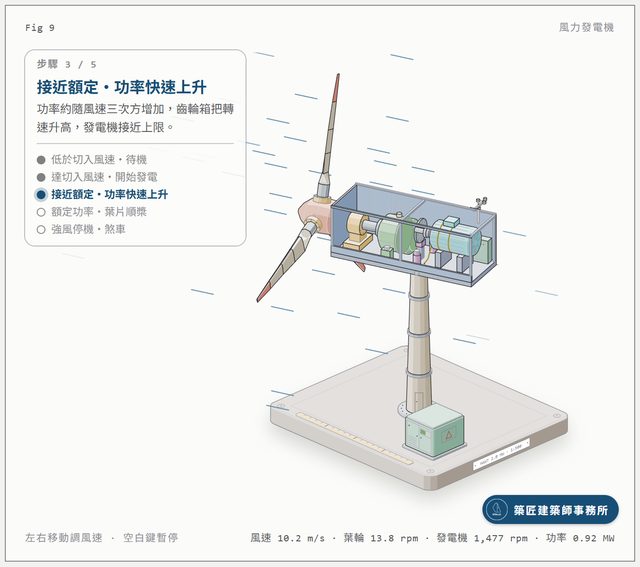 Fig 9
風力發電機
步驟 3 / 5
接近額定・功率快速上升
功率約隨風速三次方增加，齒輪箱把轉
速升高，發電機接近上限。
低於切入風速・待機
達切入風速・開始發電
接近額定・功率快速上升
額定功率・葉片順槳
強風停機・煞車
築匠建築師事務所
左右移動調風速 · 空白鍵暫停
風速 10.2 m/s · 葉輪 13.8 rpm · 發電機 1,477 rpm · 功率 0.92 MW